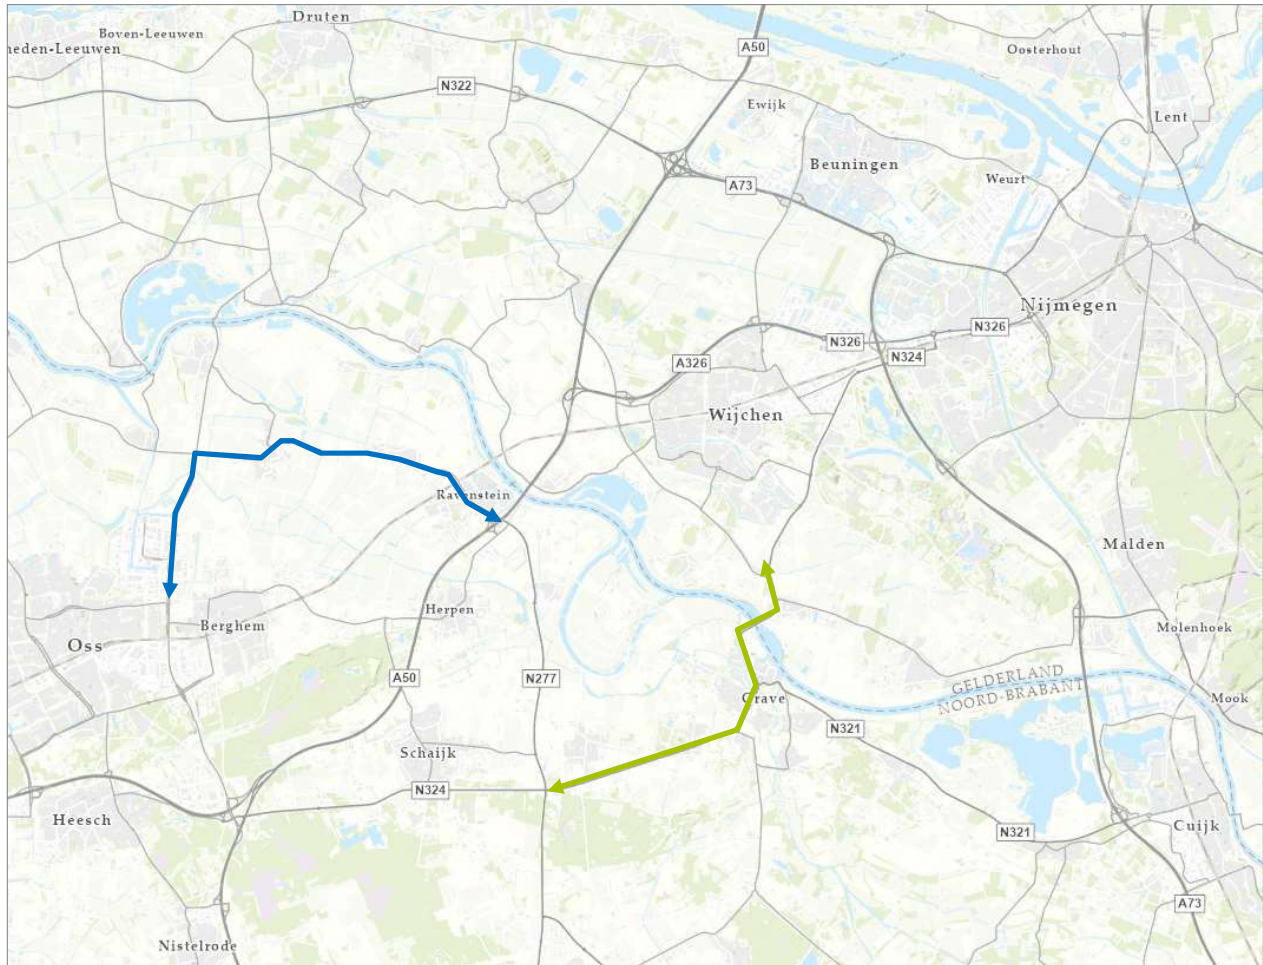 Druten
Boven-Leeuwen
neden-Leeuwen
A50
Oosterhout
N322
Ewijk
Lent
Beuningen
A73
Weurt
Nijmegen
N326
N326
N324
A326
Wijchen
Ravenstein
Malden
Herpen
Berghem
Oss
Molenhoek
A50
N277
GELDERLAND
NOORD-BRABANT
Grave
Mook
N321
Schaijk
N324
Heesch
N321
Cuijk
A73
Nistelrode